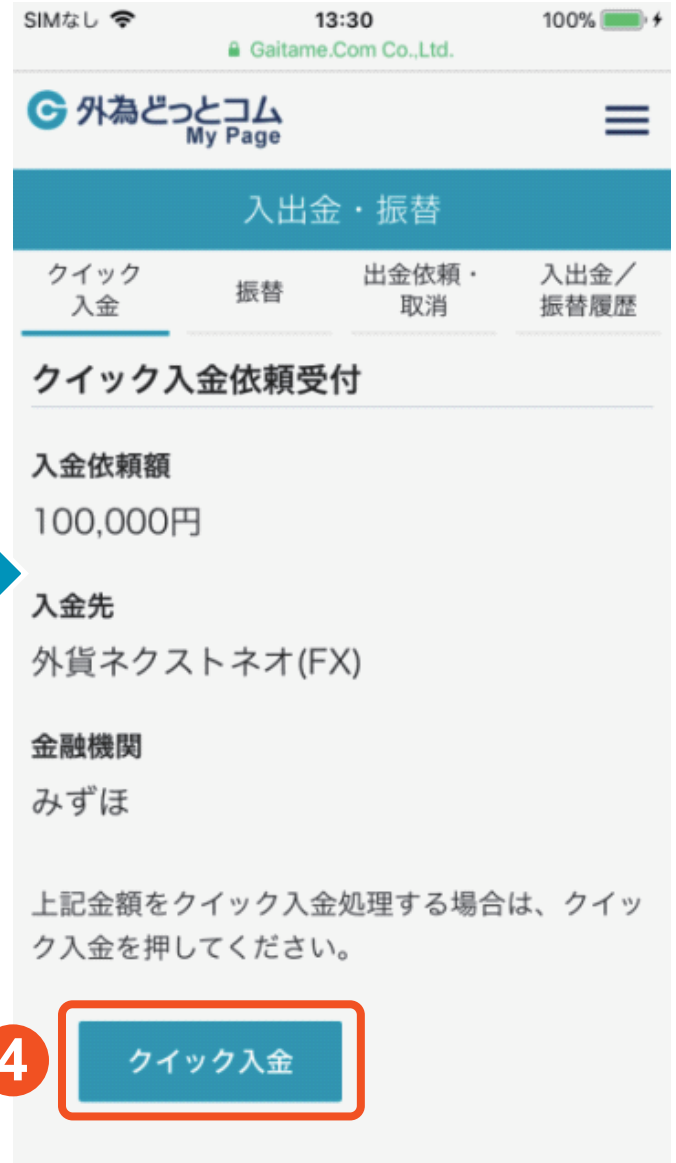 SIMなし 13:30 100%
Gaitame.Com Co.,Ltd.
外為どっとコム
My Page
入出金・振替
クイック
入金
振替
出金依頼・
取消
入出金／
振替履歴
クイック入金依頼受付
入金依頼額
100,000円
入金先
外貨ネクストネオ(FX)
金融機関
みずほ
上記金額をクイック入金処理する場合は、クイッ
ク入金を押してください。
4
クイック入金